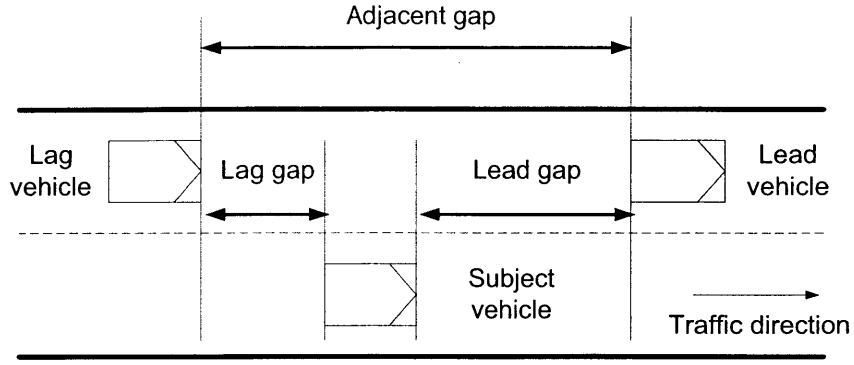 Adjacent gap
Lag
vehicle
Lag gap
Lead gap
Lead
vehicle
Subject
vehicle
Traffic direction